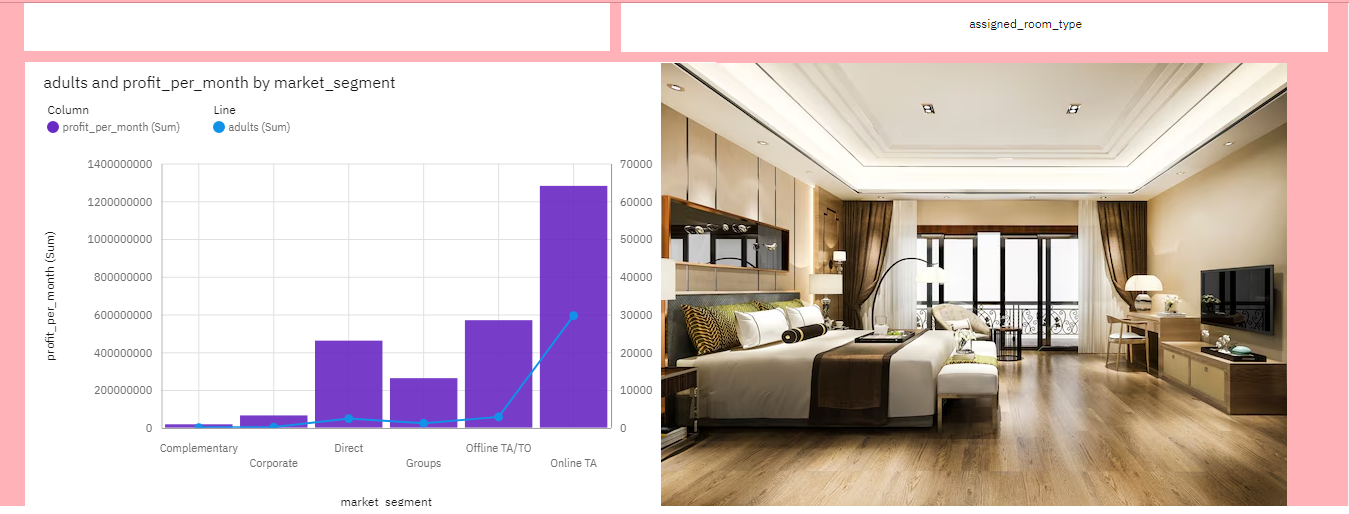 assigned_room_type
adults and profit_per_month by market_segment
Column Line
profit_per_month (Sum) adults (Sum)
1400000000 70000
1200000000 60000
1000000000 50000
800000000 40000
600000000 30000
400000000 20000
200000000 10000
0 0
profit_per_month (Sum)
Complementary Direct Offline TA/TO
Corporate Groups Online TA
market_segment